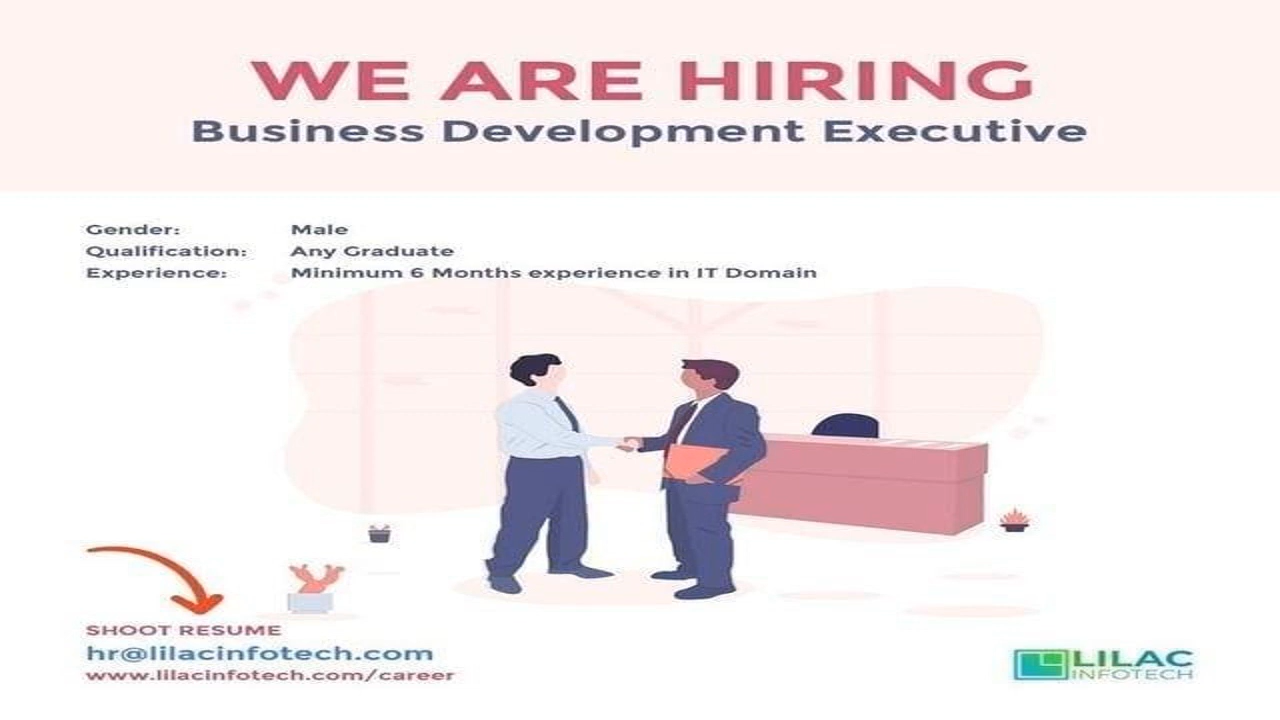 WE ARE HIRING
Business Development Executive
Gender: Male
Qualification: Any Graduate
Experience: Minimum 6 Months experience in IT Domain
SHOOT RESUME
hr@lilacinfotech.com
www.lilacinfotech.com/career
LILAC
INFOTECH